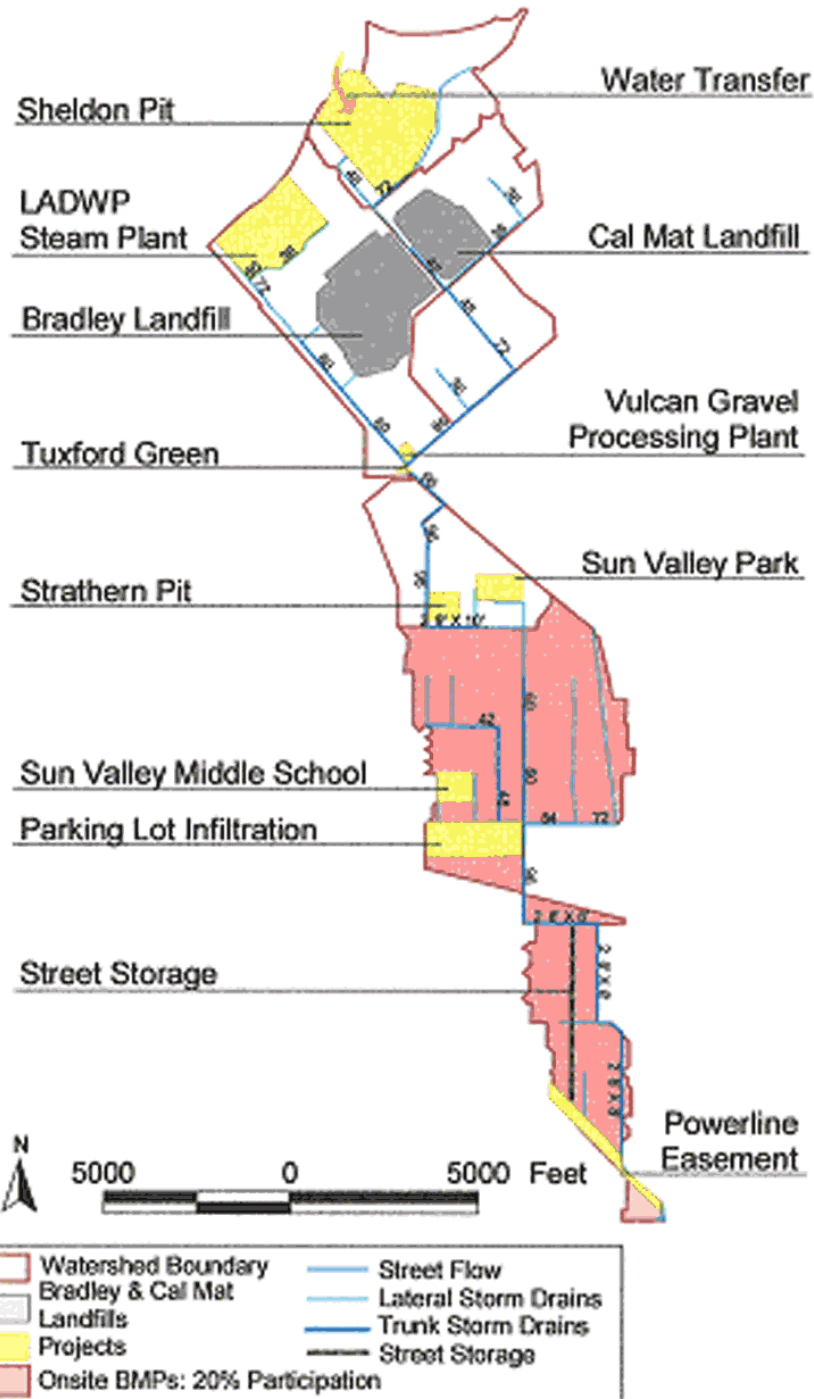 Water Transfer
Sheldon Pit
LADWP
Steam Plant
Cal Mat Landfill
Bradley Landfill
Vulcan Gravel
Processing Plant
Tuxford Green
Sun Valley Park
Strathern Pit
42
Sun Valley Middle School
Parking Lot Infiltration
72
Street Storage
Powerline
Easement
N
5000 0 5000 Feet
Watershed Boundary
Bradley & Cal Mat
Landfills
Projects
Onsite BMPs: 20% Participation
Street Flow
Lateral Storm Drains
Trunk Storm Drains
Street Storage